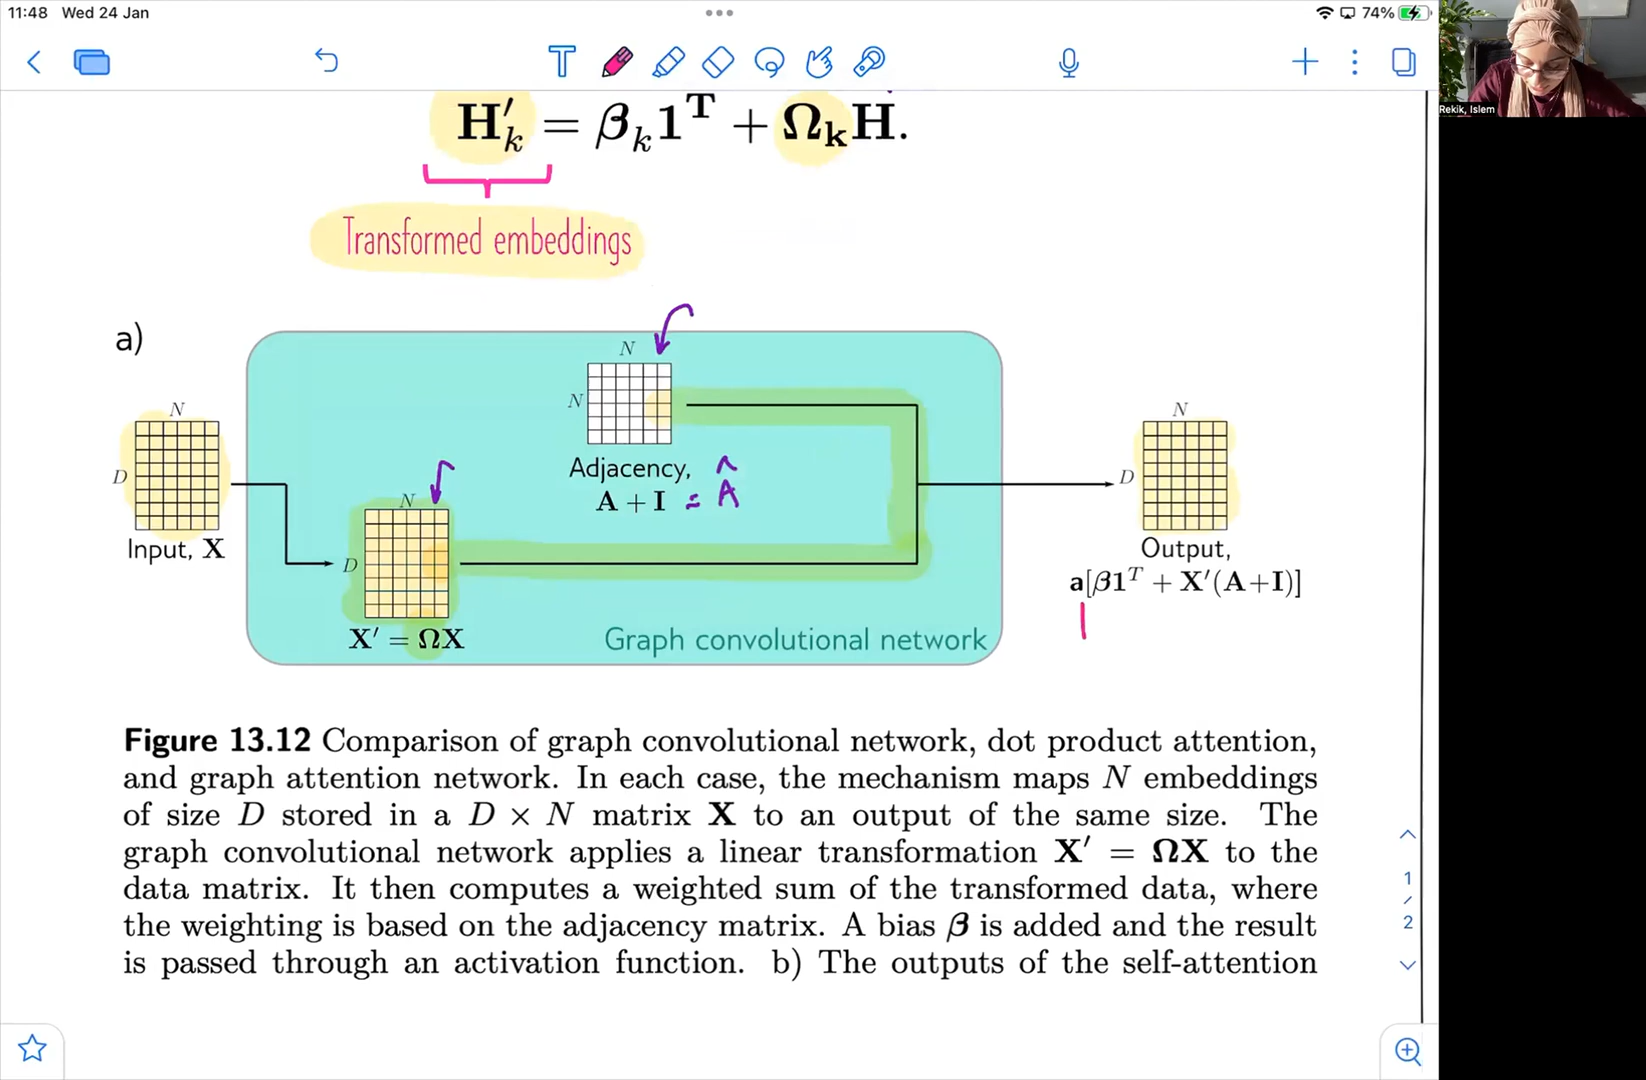 11:48 Wed 24 Jan
74%
Rekik, Islem
H′ₖ = βₖ1ᵀ + ΩₖH.
Transformed embeddings
a)
N
N
Adjacency,
A + I = Â
N
D
Input, X
N
D
X′ = ΩX
Graph convolutional network
N
D
Output,
a[β1ᵀ + X′(A+I)]
Figure 13.12 Comparison of graph convolutional network, dot product attention,
and graph attention network. In each case, the mechanism maps N embeddings
of size D stored in a D × N matrix X to an output of the same size. The
graph convolutional network applies a linear transformation X′ = ΩX to the
data matrix. It then computes a weighted sum of the transformed data, where
the weighting is based on the adjacency matrix. A bias β is added and the result
is passed through an activation function. b) The outputs of the self-attention
1
/
2